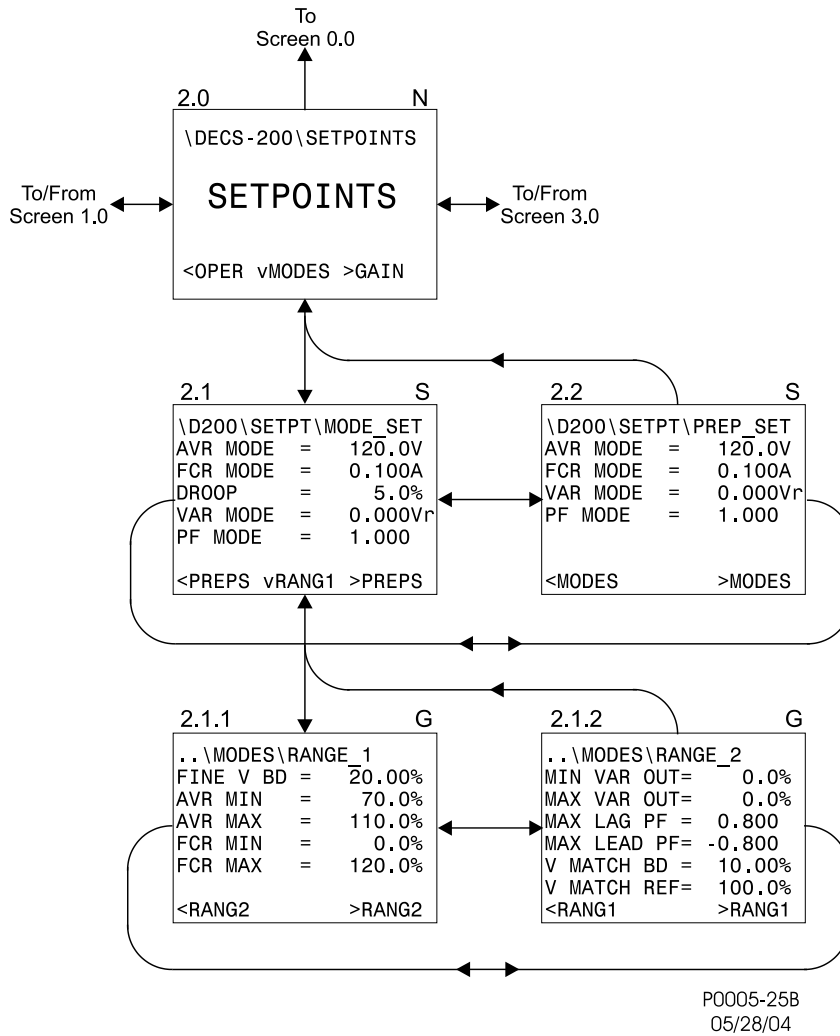 To
Screen 0.0
2.0 N
\DECS-200\SETPOINTS
SETPOINTS
<OPER vMODES >GAIN
To/From
Screen 1.0
To/From
Screen 3.0
2.1 S
\D200\SETPT\MODE_SET
AVR MODE = 120.0V
FCR MODE = 0.100A
DROOP = 5.0%
VAR MODE = 0.000Vr
PF MODE = 1.000
<PREPS vRANG1 >PREPS
2.2 S
\D200\SETPT\PREP_SET
AVR MODE = 120.0V
FCR MODE = 0.100A
VAR MODE = 0.000Vr
PF MODE = 1.000
<MODES >MODES
2.1.1 G
..\MODES\RANGE_1
FINE V BD = 20.00%
AVR MIN = 70.0%
AVR MAX = 110.0%
FCR MIN = 0.0%
FCR MAX = 120.0%
<RANG2 >RANG2
2.1.2 G
..\MODES\RANGE_2
MIN VAR OUT= 0.0%
MAX VAR OUT= 0.0%
MAX LAG PF = 0.800
MAX LEAD PF= -0.800
V MATCH BD = 10.00%
V MATCH REF= 100.0%
<RANG1 >RANG1
P0005-25B
05/28/04